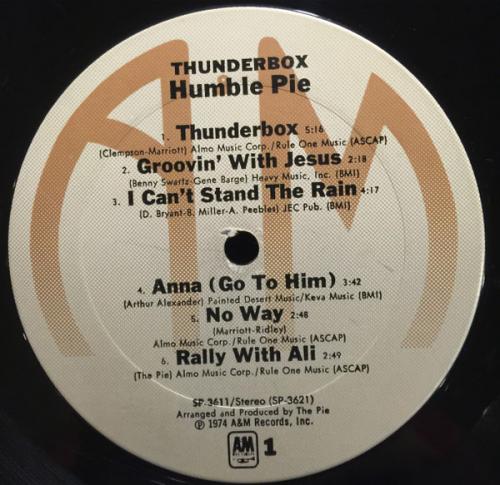 THUNDERBOX
Humble Pie
1. Thunderbox 5:16
(Clempson-Marriott) Almo Music Corp./Rule One Music (ASCAP)
2. Groovin' With Jesus 2:18
(Benny Swartz-Gene Barge) Heavy Music, Inc. (BMI)
3. I Can't Stand The Rain 4:17
(D. Bryant-B. Miller-A. Peebles) JEC Pub. (BMI)
4. Anna (Go To Him) 3:42
(Arthur Alexander) Painted Desert Music/Keva Music (BMI)
5. No Way 2:48
(Marriott-Ridley)
Almo Music Corp./Rule One Music (ASCAP)
6. Rally With Ali 2:49
(The Pie) Almo Music Corp./Rule One Music (ASCAP)
SP-3611/Stereo (SP-3621)
Arranged and Produced by The Pie
℗ 1974 A&M Records, Inc.
A&M
1